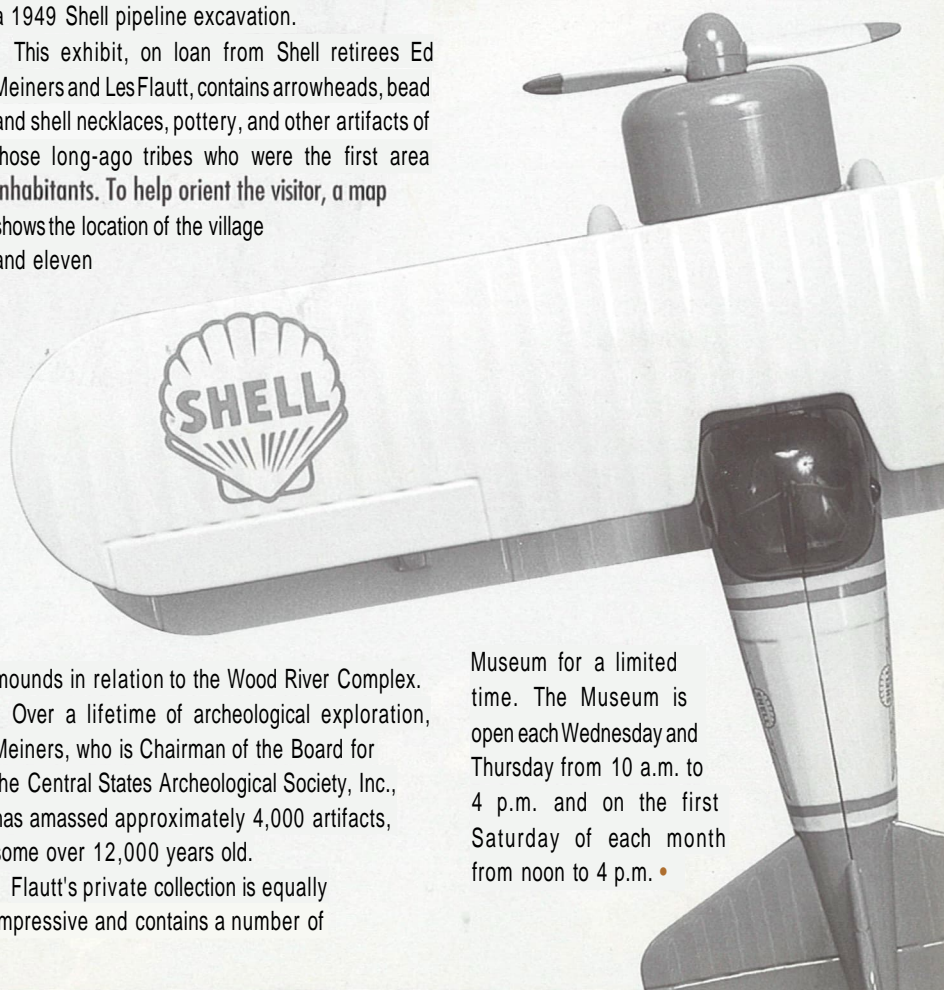 a 1949 Shell pipeline excavation.
This exhibit, on loan from Shell retirees Ed
Meiners and Les Flautt, contains arrowheads, bead
and shell necklaces, pottery, and other artifacts of
hose long-ago tribes who were the first area
nhabitants. To help orient the visitor, a map
shows the location of the village
and eleven
SHELL
mounds in relation to the Wood River Complex.
Over a lifetime of archeological exploration,
Meiners, who is Chairman of the Board for
the Central States Archeological Society, Inc.,
has amassed approximately 4,000 artifacts,
some over 12,000 years old.
Flautt's private collection is equally
mpressive and contains a number of
Museum for a limited
time. The Museum is
open each Wednesday and
Thursday from 10 a.m. to
4 p.m. and on the first
Saturday of each month
from noon to 4 p.m. •